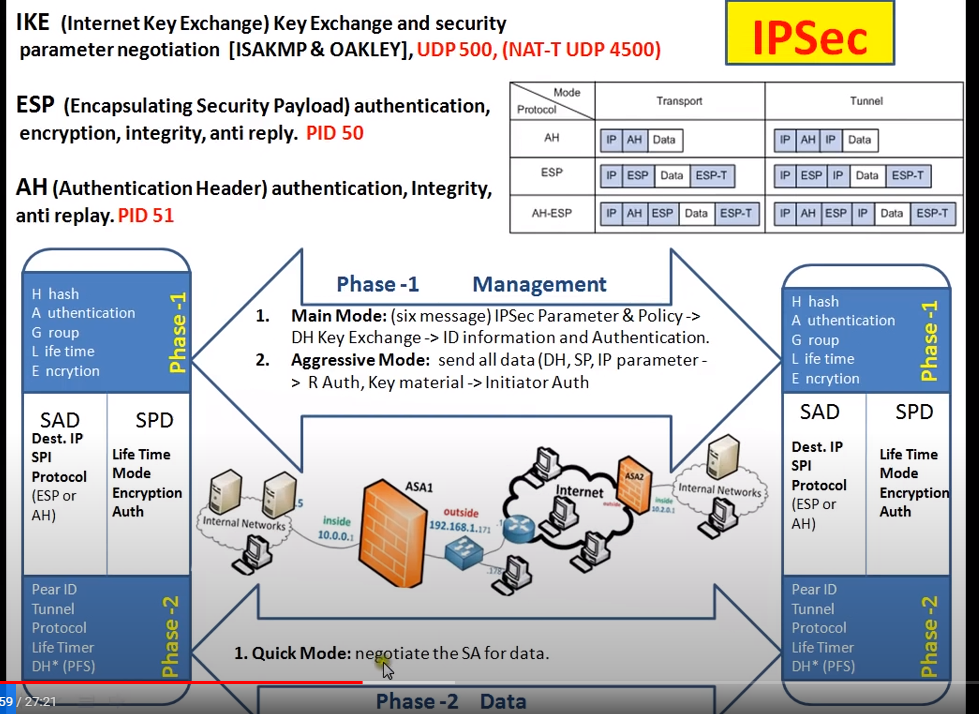 IKE (Internet Key Exchange) Key Exchange and security
parameter negotiation [ISAKMP & OAKLEY], UDP 500, (NAT-T UDP 4500)
IPSec
ESP (Encapsulating Security Payload) authentication,
encryption, integrity, anti reply. PID 50
AH (Authentication Header) authentication, Integrity,
anti replay. PID 51
Mode
Protocol
Transport
Tunnel
AH
IP AH Data
IP AH IP Data
ESP
IP ESP Data ESP-T
IP ESP IP Data ESP-T
AH-ESP
IP AH ESP Data ESP-T
IP AH ESP IP Data ESP-T
H hash
A uthentication
G roup
L ife time
E ncrytion
Phase -1
SAD
Dest. IP
SPI
Protocol
(ESP or
AH)
SPD
Life Time
Mode
Encryption
Auth
Pear ID
Tunnel
Protocol
Life Timer
DH* (PFS)
Phase -2
Phase -1 Management
1. Main Mode: (six message) IPSec Parameter & Policy ->
DH Key Exchange -> ID information and Authentication.
2. Aggressive Mode: send all data (DH, SP, IP parameter -
> R Auth, Key material -> Initiator Auth
.5
Internal Networks
inside
10.0.0.1
ASA1
outside
192.168.1.171
.1
Internet
ASA2
outside
inside
10.2.0.1
Internal Networks
1. Quick Mode: negotiate the SA for data.
Phase -2 Data
H hash
A uthentication
G roup
L ife time
E ncrytion
Phase -1
SAD
Dest. IP
SPI
Protocol
(ESP or
AH)
SPD
Life Time
Mode
Encryption
Auth
Pear ID
Tunnel
Protocol
Life Timer
DH* (PFS)
Phase -2
59 / 27:21